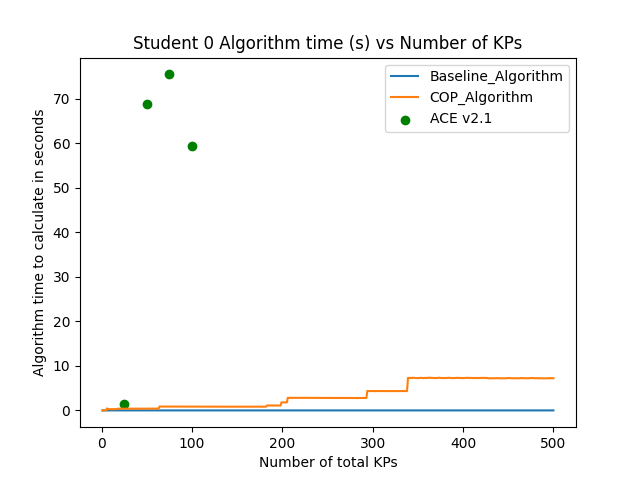 Student 0 Algorithm time (s) vs Number of KPs
Baseline_Algorithm
COP_Algorithm
ACE v2.1
Algorithm time to calculate in seconds
70
60
50
40
30
20
10
0
0 100 200 300 400 500
Number of total KPs